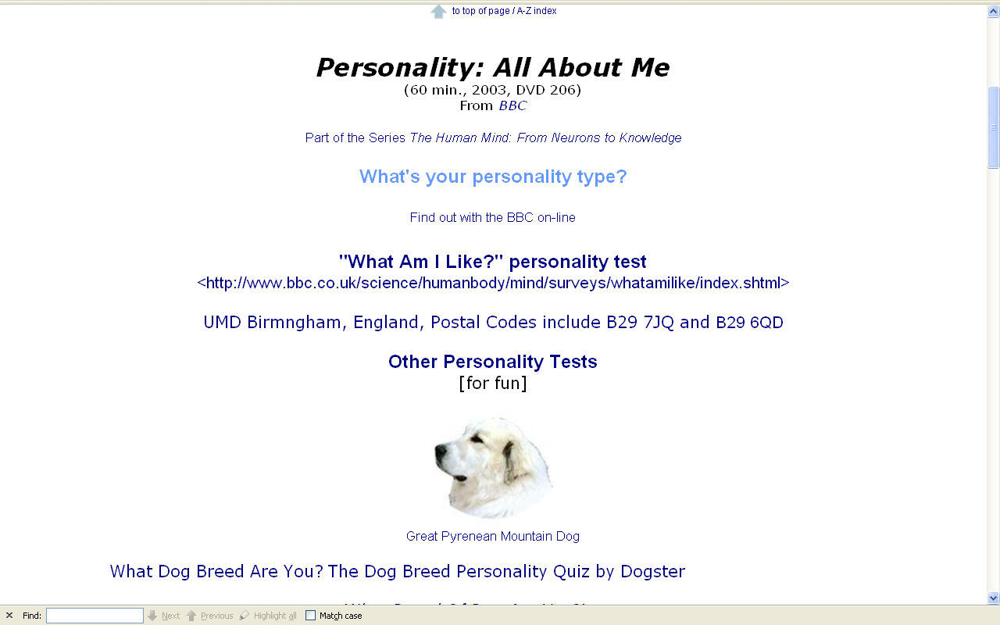 to top of page / A-Z index
Personality: All About Me
(60 min., 2003, DVD 206)
From BBC
Part of the Series The Human Mind: From Neurons to Knowledge
What's your personality type?
Find out with the BBC on-line
"What Am I Like?" personality test
<http://www.bbc.co.uk/science/humanbody/mind/surveys/whatamilike/index.shtml>
UMD Birmngham, England, Postal Codes include B29 7JQ and B29 6QD
Other Personality Tests
[for fun]
Great Pyrenean Mountain Dog
What Dog Breed Are You? The Dog Breed Personality Quiz by Dogster
Find: Next Previous Highlight all Match case